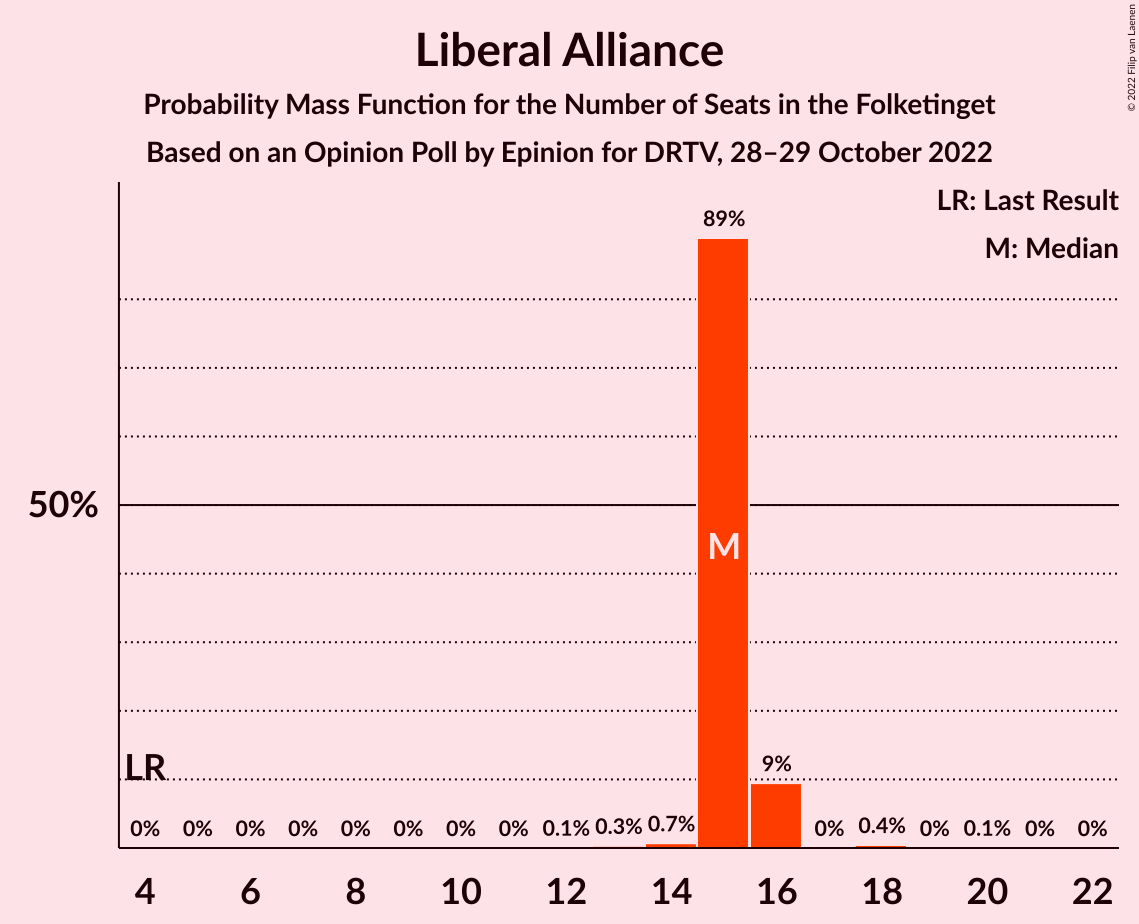 Liberal Alliance
Probability Mass Function for the Number of Seats in the Folketinget
Based on an Opinion Poll by Epinion for DRTV, 28–29 October 2022
© 2022 Filip van Laenen
LR: Last Result
M: Median
89%
50%
M
LR
9%
0% 0% 0% 0% 0% 0% 0% 0% 0.1% 0.3% 0.7% 0% 0.4% 0% 0.1% 0% 0%
4 6 8 10 12 14 16 18 20 22